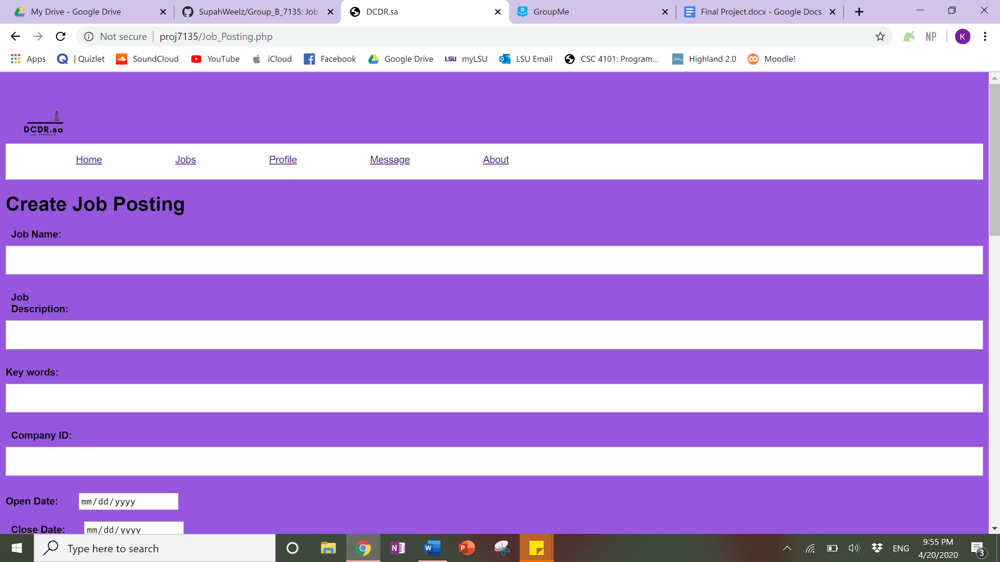 My Drive - Google Drive
SupahWeelz/Group_B_7135: Job
DCDR.sa
GroupMe
Final Project.docx - Google Docs
Not secure
proj7135/Job_Posting.php
NP
K
Apps
| Quizlet
SoundCloud
YouTube
iCloud
Facebook
Google Drive
LSU
myLSU
LSU Email
CSC 4101: Program...
Highland 2.0
Moodle!
DCDR.sa
Job Platform
Home
Jobs
Profile
Message
About
Create Job Posting
Job Name:
Job
Description:
Key words:
Company ID:
Open Date:
mm/dd/yyyy
Close Date:
mm/dd/yyyy
Type here to search
N
W
P
ENG
9:55 PM
4/20/2020
3